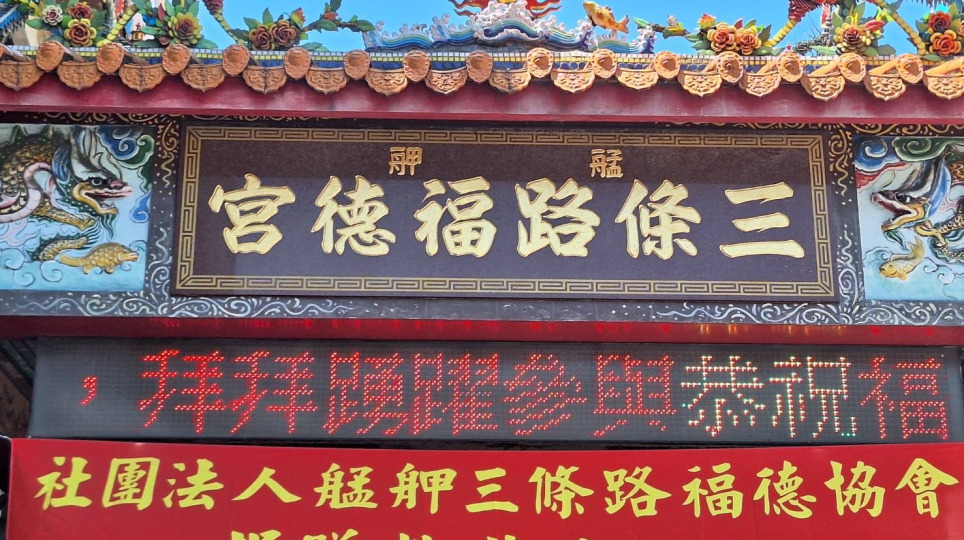 艋舺
三條路福德宮
，拜拜踴躍參與恭祝福
社團法人艋舺三條路福德協會